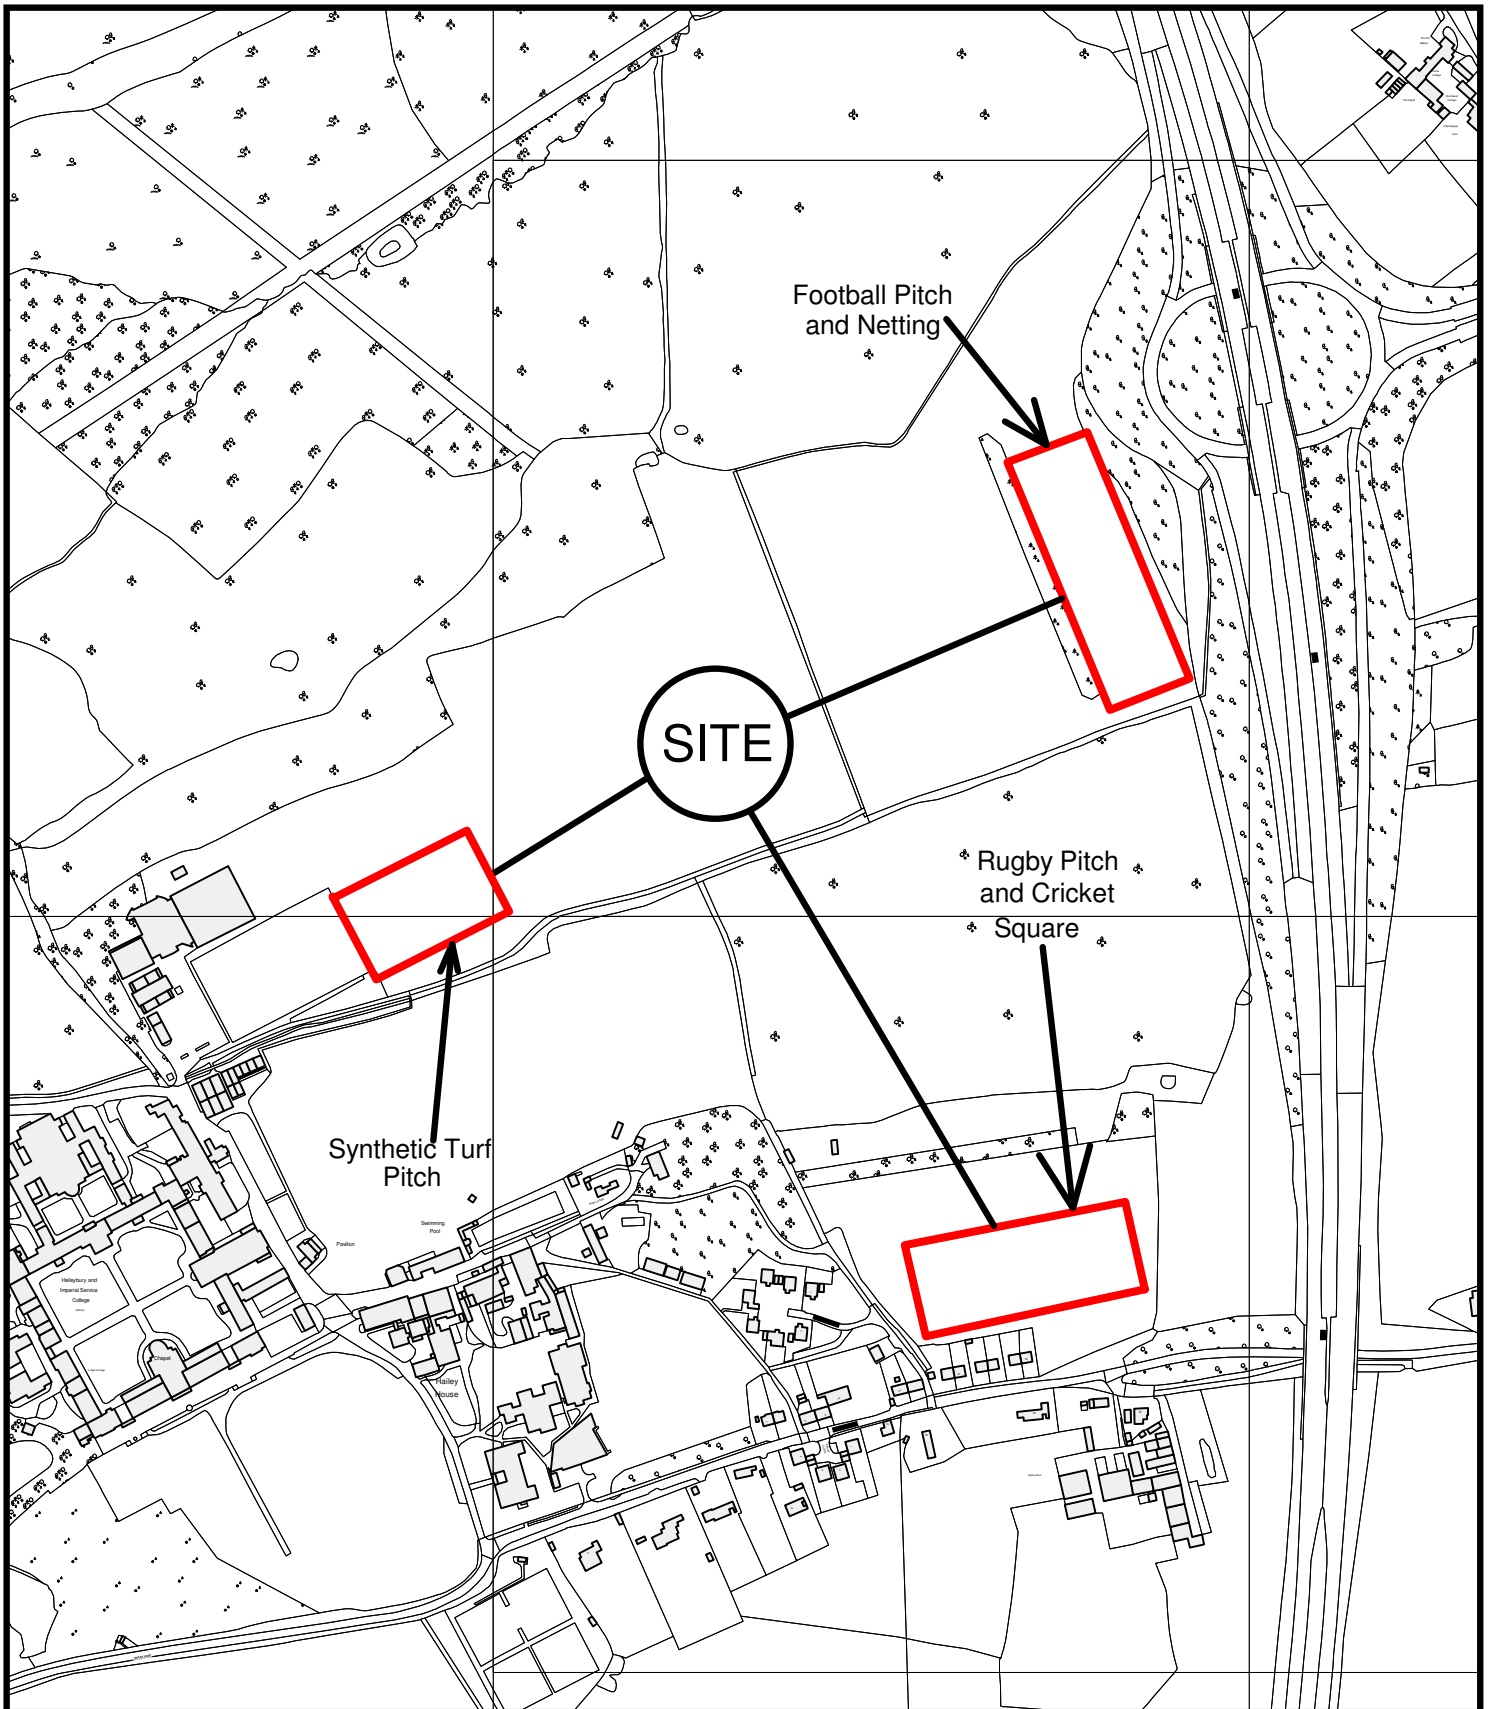 Football Pitch
and Netting
SITE
Rugby Pitch
and Cricket
Square
Synthetic Turf
Pitch
Swimming
Pool
Pavilion
Haileybury and
Imperial Service
College
Chapel
Hailey
House